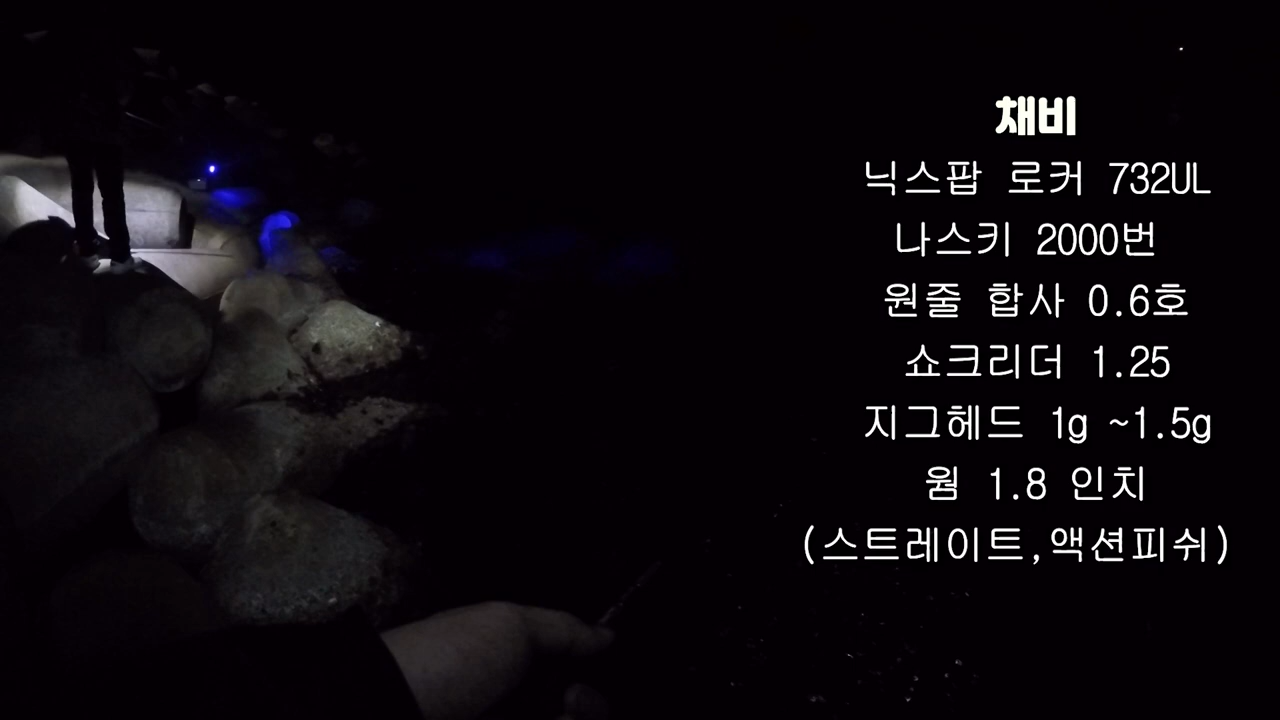 채비
닉스팝 로커 732UL
나스키 2000번
원줄 합사 0.6호
쇼크리더 1.25
지그헤드 1g ~1.5g
웜 1.8 인치
(스트레이트,액션피쉬)